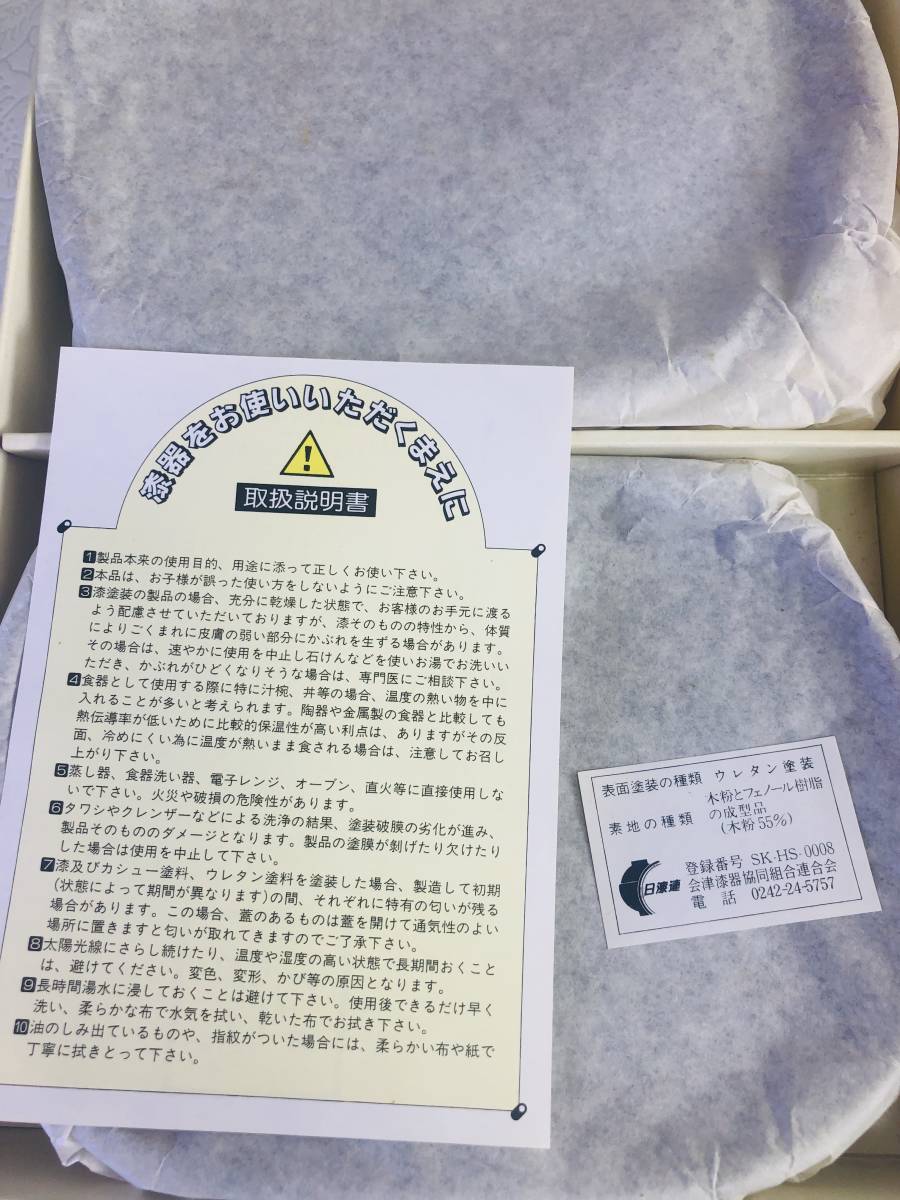 漆器をお使いいただくまえに
取扱説明書
1製品本来の使用目的、用途に添って正しくお使い下さい。
2本品は、お子様が誤った使い方をしないようにご注意下さい。
3漆塗装の製品の場合、充分に乾燥した状態で、お客様のお手元に渡る
よう配慮させていただいておりますが、漆そのものの特性から、体質
によりごくまれに皮膚の弱い部分にかぶれを生ずる場合があります。
その場合は、速やかに使用を中止し石けんなどを使いお湯でお洗いい
ただき、かぶれがひどくなりそうな場合は、専門医にご相談下さい。
4食器として使用する際に特に汁椀、丼等の場合、温度の熱い物を中に
入れることが多いと考えられます。陶器や金属製の食器と比較しても
熱伝導率が低いために比較的保温性が高い利点は、ありますがその反
面、冷めにくい為に温度が熱いまま食される場合は、注意してお召し
上がり下さい。
5蒸し器、食器洗い器、電子レンジ、オーブン、直火等に直接使用しな
いで下さい。火災や破損の危険性があります。
6タワシやクレンザーなどによる洗浄の結果、塗装破膜の劣化が進み、
製品そのもののダメージとなります。製品の塗膜が剝げたり欠けたり
した場合は使用を中止して下さい。
7漆及びカシュー塗料、ウレタン塗料を塗装した場合、製造して初期
(状態によって期間が異なります)の間、それぞれに特有の匂いが残る
場合があります。この場合、蓋のあるものは蓋を開けて通気性のよい
場所に置きますと匂いが取れてきますのでご了承下さい。
8太陽光線にさらし続けたり、温度や湿度の高い状態で長期間おくこと
は、避けてください。変色、変形、かび等の原因となります。
9長時間湯水に浸しておくことは避けて下さい。使用後できるだけ早く
洗い、柔らかな布で水気を拭い、乾いた布でお拭き下さい。
10油のしみ出ているものや、指紋がついた場合には、柔らかい布や紙で
丁寧に拭きとって下さい。
表面塗装の種類 ウレタン塗装
素地の種類 木粉とフェノール樹脂
の成型品
(木粉55%)
日漆連
登録番号 SK・HS・0008
会津漆器協同組合連合会
電話 0242-24-5757